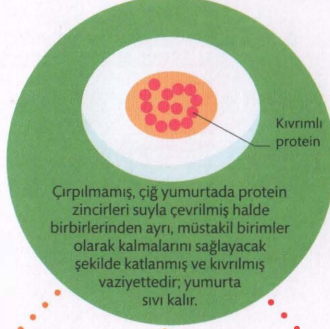 Kıvrımlı
protein
Çırpılmamış, çiğ yumurtada protein
zincirleri suyla çevrilmiş halde
birbirlerinden ayrı, müstakil birimler
olarak kalmalarını sağlayacak
şekilde katlanmış ve kıvrılmış
vaziyettedir; yumurta
sıvı kalır.